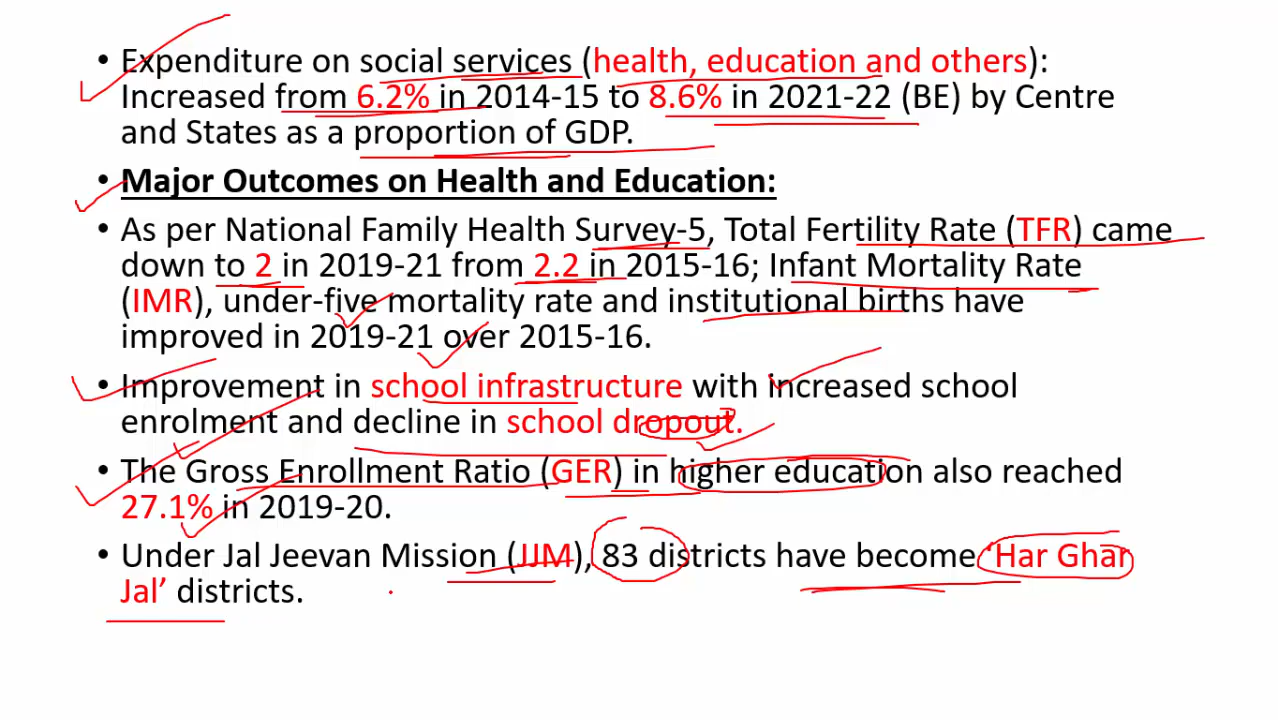 • Expenditure on social services (health, education and others):
Increased from 6.2% in 2014-15 to 8.6% in 2021-22 (BE) by Centre
and States as a proportion of GDP.
• Major Outcomes on Health and Education:
• As per National Family Health Survey-5, Total Fertility Rate (TFR) came
down to 2 in 2019-21 from 2.2 in 2015-16; Infant Mortality Rate
(IMR), under-five mortality rate and institutional births have
improved in 2019-21 over 2015-16.
• Improvement in school infrastructure with increased school
enrolment and decline in school dropout.
• The Gross Enrollment Ratio (GER) in higher education also reached
27.1% in 2019-20.
• Under Jal Jeevan Mission (JJM), 83 districts have become ‘Har Ghar
Jal’ districts.